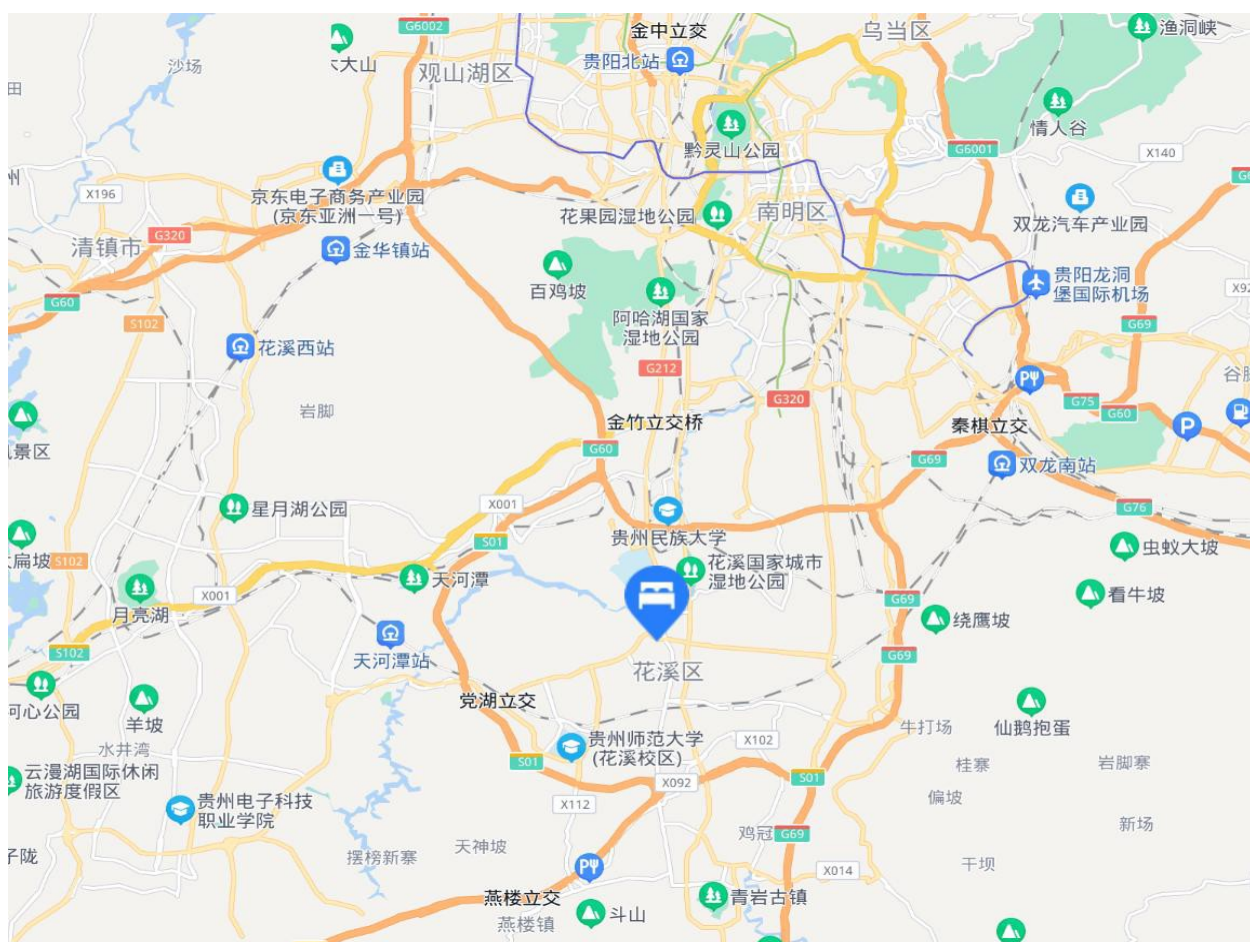 G6002
金中立交
乌当区
渔洞峡
大山
沙场
观山湖区
贵阳北站
田
情人谷
州
黔灵山公园
G6001
X140
京东电子商务产业园
(京东亚洲一号)
X196
花果园湿地公园
南明区
双龙汽车产业园
清镇市
G320
金华镇站
百鸡坡
贵阳龙洞
堡国际机场
X92
G60
阿哈湖国家
湿地公园
S102
G69
花溪西站
G212
谷
岩脚
G320
G75
G60
金竹立交桥
秦棋立交
P
景区
G60
G69
双龙南站
星月湖公园
X001
G76
贵州民族大学
S01
虫蚁大坡
扁坡
S102
天河潭
花溪国家城市
湿地公园
看牛坡
X001
G69
月亮湖
绕鹰坡
S102
天河潭站
G69
花溪区
河心公园
羊坡
党湖立交
仙鹅抱蛋
牛打场
水井湾
贵州师范大学
(花溪校区)
X102
云漫湖国际休闲
旅游度假区
S01
桂寨
岩脚寨
X092
S01
贵州电子科技
职业学院
X112
偏坡
新场
鸡冠
G69
子陇
摆榜新寨
天神坡
X014
干坝
燕楼立交
青岩古镇
燕楼镇
斗山